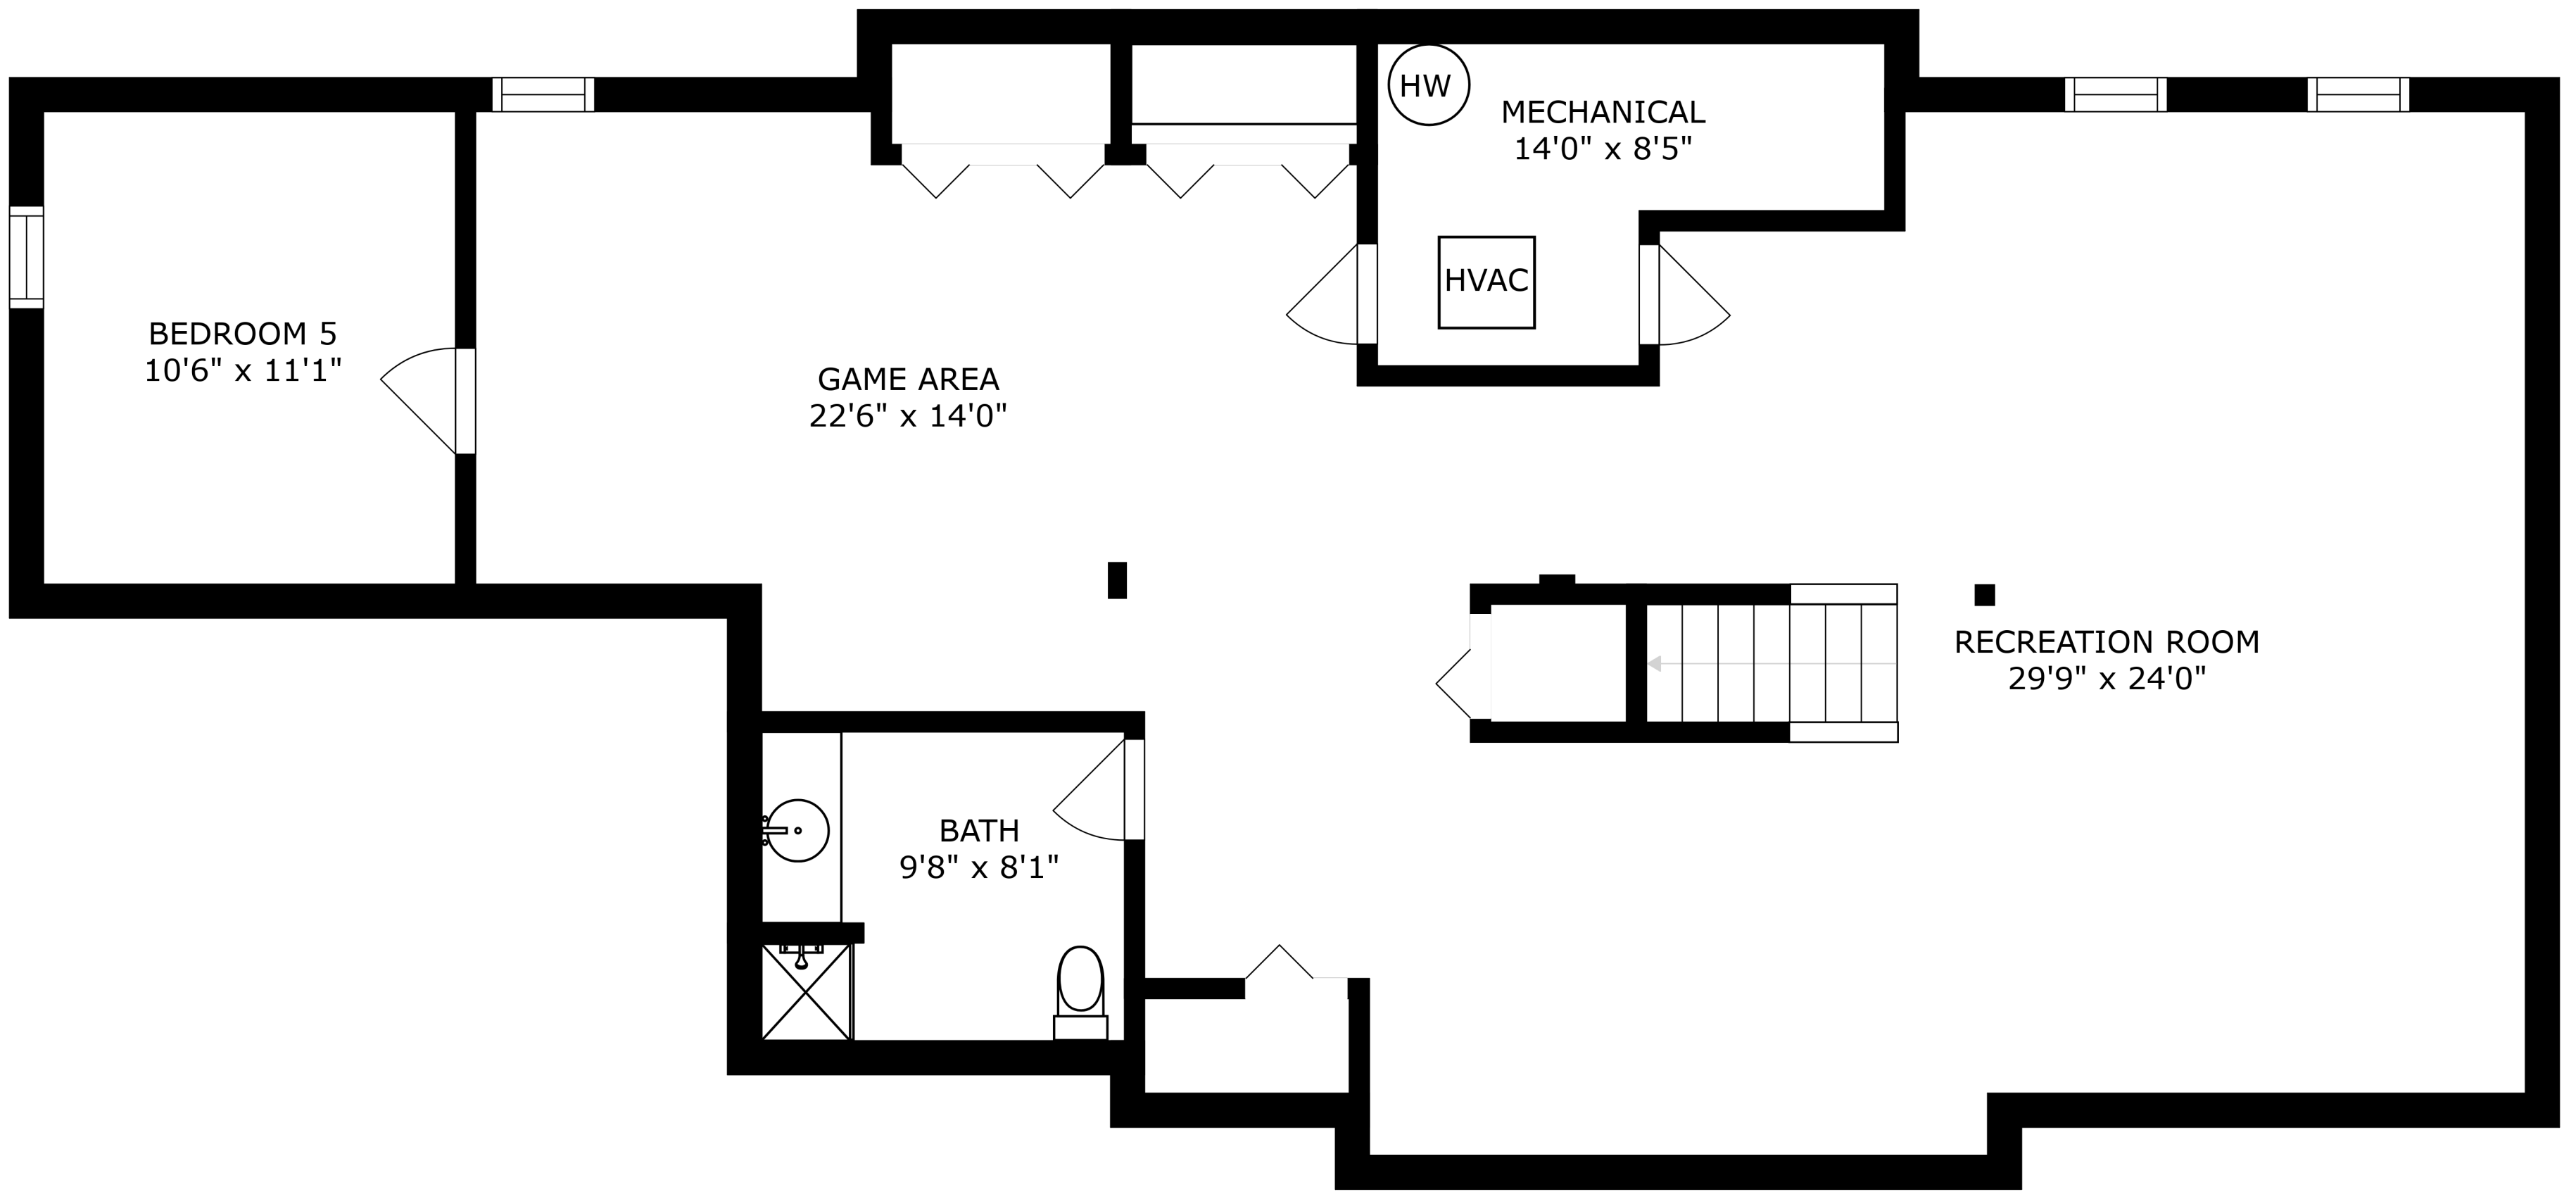 HW
MECHANICAL
14'0" x 8'5"
HVAC
BEDROOM 5
10'6" x 11'1"
GAME AREA
22'6" x 14'0"
RECREATION ROOM
29'9" x 24'0"
BATH
9'8" x 8'1"